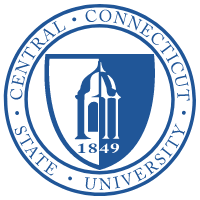 · CENTRAL · CONNECTICUT ·
STATE · UNIVERSITY
1849